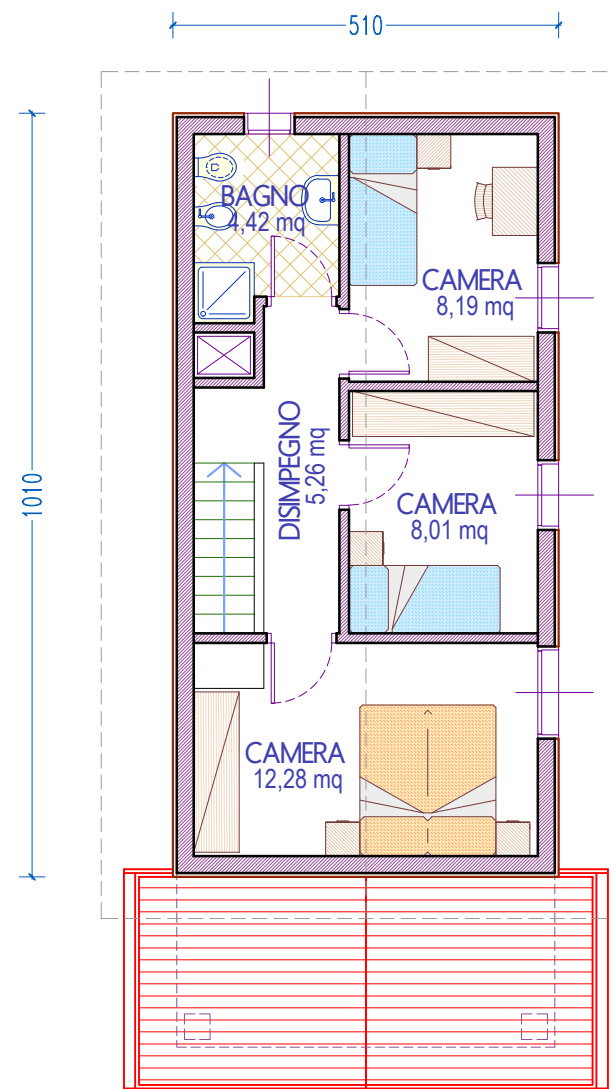 510
1010
BAGNO
4,42 mq
CAMERA
8,19 mq
DISIMPEGNO
5,26 mq
CAMERA
8,01 mq
CAMERA
12,28 mq